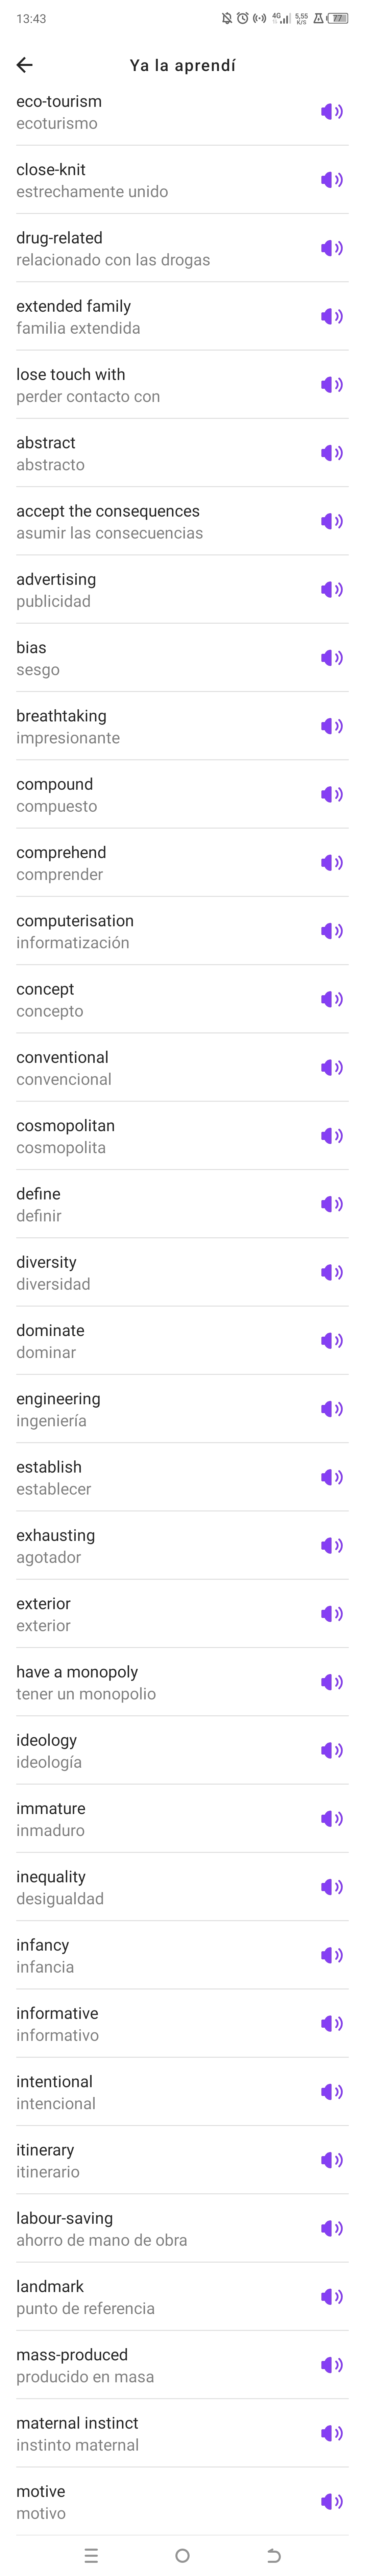 13:43
4G
5,55
K/S
77
Ya la aprendí
eco-tourism
ecoturismo
close-knit
estrechamente unido
drug-related
relacionado con las drogas
extended family
familia extendida
lose touch with
perder contacto con
abstract
abstracto
accept the consequences
asumir las consecuencias
advertising
publicidad
bias
sesgo
breathtaking
impresionante
compound
compuesto
comprehend
comprender
computerisation
informatización
concept
concepto
conventional
convencional
cosmopolitan
cosmopolita
define
definir
diversity
diversidad
dominate
dominar
engineering
ingeniería
establish
establecer
exhausting
agotador
exterior
exterior
have a monopoly
tener un monopolio
ideology
ideología
immature
inmaduro
inequality
desigualdad
infancy
infancia
informative
informativo
intentional
intencional
itinerary
itinerario
labour-saving
ahorro de mano de obra
landmark
punto de referencia
mass-produced
producido en masa
maternal instinct
instinto maternal
motive
motivo